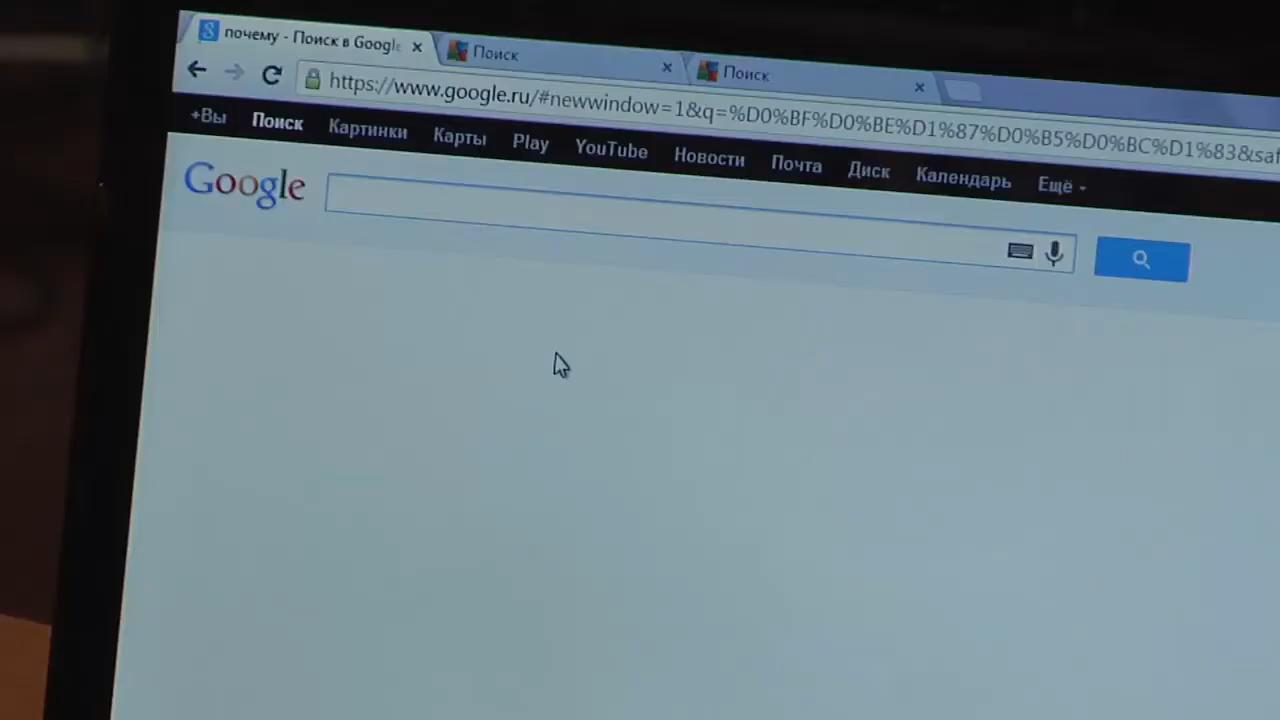 почему - Поиск в Google
Поиск
Поиск
https://www.google.ru/#newwindow=1&q=%D0%BF%D0%BE%D1%87%D0%B5%D0%BC%D1%83&saf
+Вы Поиск Картинки Карты Play YouTube Новости Почта Диск Календарь Ещё
Google